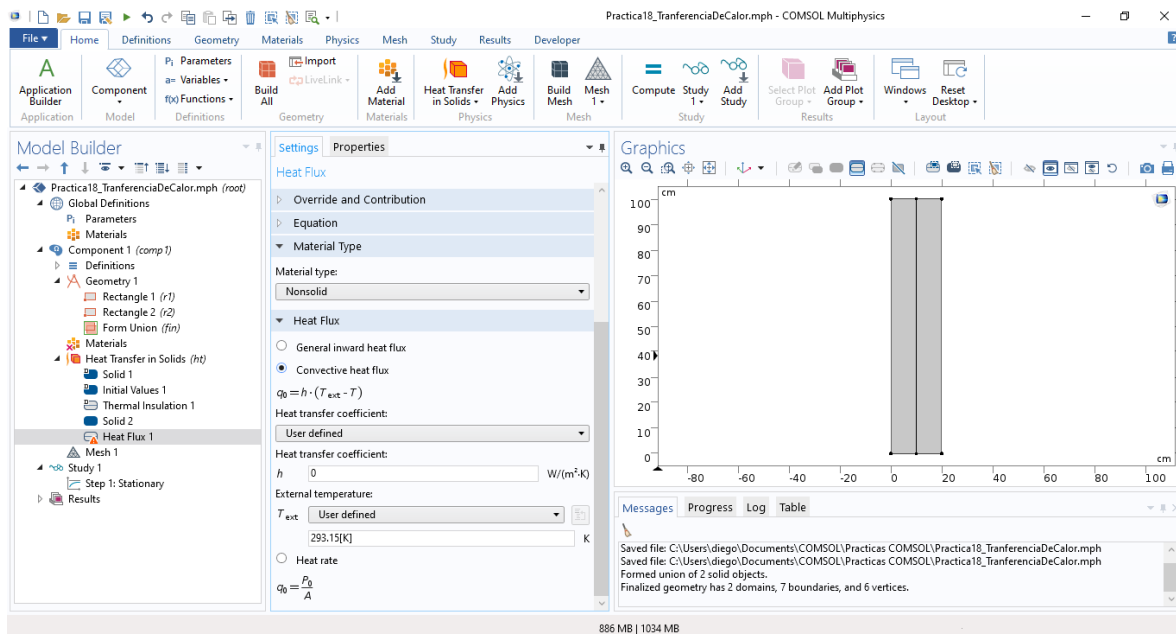 Practica18_TranferenciaDeCalor.mph - COMSOL Multiphysics
File Home Definitions Geometry Materials Physics Mesh Study Results Developer
Application Builder
Component
Pi Parameters
a= Variables
f(x) Functions
Build All
Import
LiveLink
Add Material
Heat Transfer in Solids
Add Physics
Build Mesh
Mesh 1
Compute
Study 1
Add Study
Select Plot Group
Add Plot Group
Windows
Reset Desktop
Application Model Definitions Geometry Materials Physics Mesh Study Results Layout
Model Builder
Practica18_TranferenciaDeCalor.mph (root)
Global Definitions
Pi Parameters
Materials
Component 1 (comp1)
Definitions
Geometry 1
Rectangle 1 (r1)
Rectangle 2 (r2)
Form Union (fin)
Materials
Heat Transfer in Solids (ht)
Solid 1
Initial Values 1
Thermal Insulation 1
Solid 2
Heat Flux 1
Mesh 1
Study 1
Step 1: Stationary
Results
Settings Properties
Heat Flux
Override and Contribution
Equation
Material Type
Material type:
Nonsolid
Heat Flux
General inward heat flux
Convective heat flux
q0=h·(Text-T)
Heat transfer coefficient:
User defined
Heat transfer coefficient:
h 0 W/(m²·K)
External temperature:
Text User defined
293.15[K] K
Heat rate
q0=P0/A
Graphics
cm
100
90
80
70
60
50
40
30
20
10
0
cm
-80 -60 -40 -20 0 20 40 60 80 100
Messages Progress Log Table
Saved file: C:\Users\diego\Documents\COMSOL\Practicas COMSOL\Practica18_TranferenciaDeCalor.mph
Saved file: C:\Users\diego\Documents\COMSOL\Practicas COMSOL\Practica18_TranferenciaDeCalor.mph
Formed union of 2 solid objects.
Finalized geometry has 2 domains, 7 boundaries, and 6 vertices.
886 MB | 1034 MB